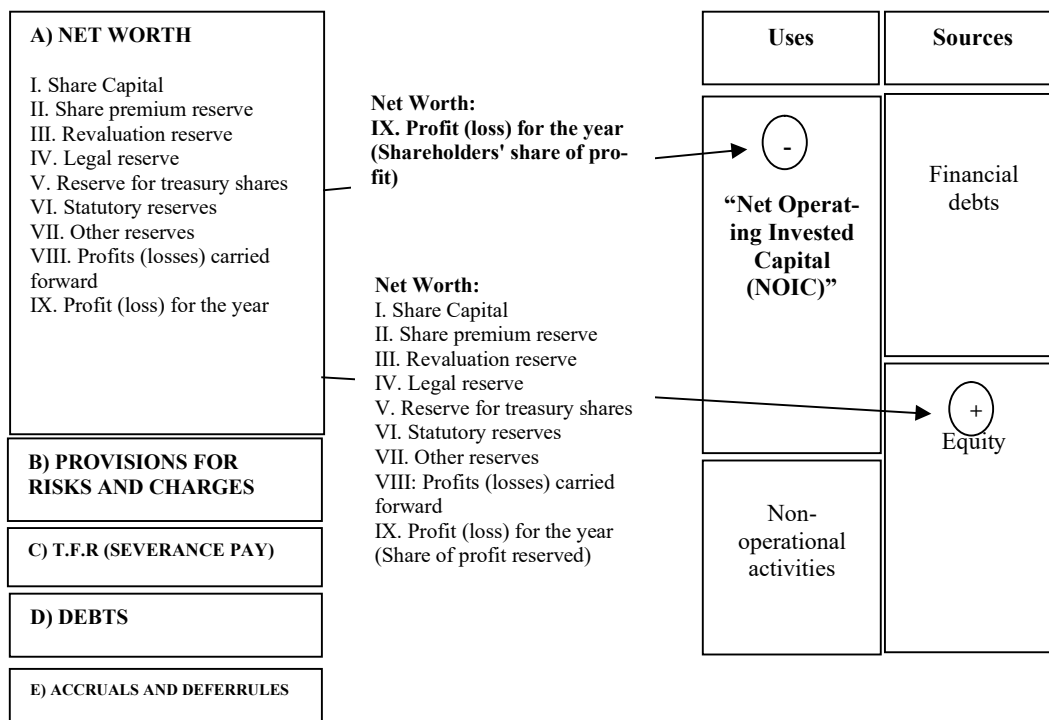 A) NET WORTH
I. Share Capital
II. Share premium reserve
III. Revaluation reserve
IV. Legal reserve
V. Reserve for treasury shares
VI. Statutory reserves
VII. Other reserves
VIII. Profits (losses) carried
forward
IX. Profit (loss) for the year
B) PROVISIONS FOR
RISKS AND CHARGES
C) T.F.R (SEVERANCE PAY)
D) DEBTS
E) ACCRUALS AND DEFERRULES
Net Worth:
IX. Profit (loss) for the year
(Shareholders' share of pro-
fit)
Net Worth:
I. Share Capital
II. Share premium reserve
III. Revaluation reserve
IV. Legal reserve
V. Reserve for treasury shares
VI. Statutory reserves
VII. Other reserves
VIII: Profits (losses) carried
forward
IX. Profit (loss) for the year
(Share of profit reserved)
Uses
-
“Net Operat-
ing Invested
Capital
(NOIC)”
Non-
operational
activities
Sources
Financial
debts
+
Equity